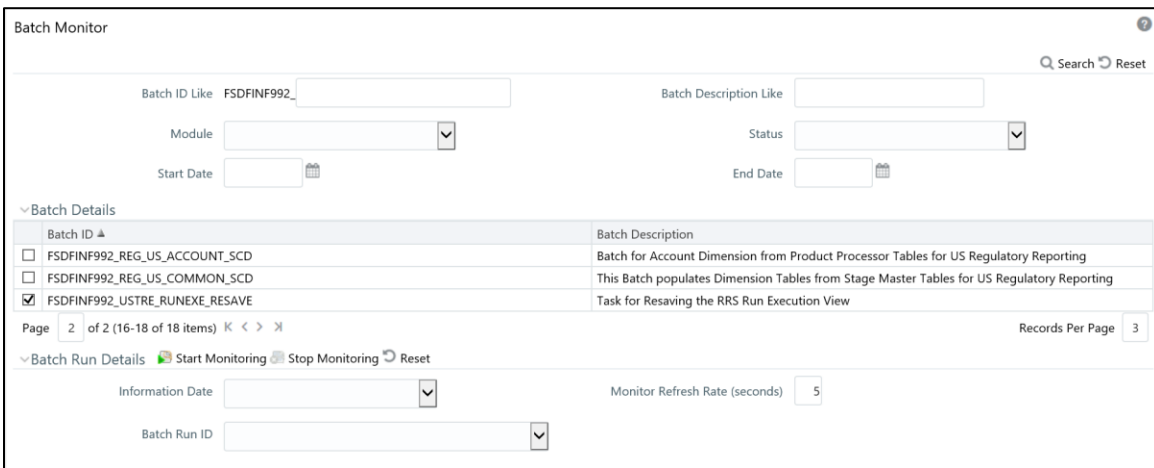 Batch Monitor
Search Reset
Batch ID Like FSDFINF992_ Batch Description Like
Module Status
Start Date End Date
Batch Details
Batch ID Batch Description
FSDFINF992_REG_US_ACCOUNT_SCD Batch for Account Dimension from Product Processor Tables for US Regulatory Reporting
FSDFINF992_REG_US_COMMON_SCD This Batch populates Dimension Tables from Stage Master Tables for US Regulatory Reporting
FSDFINF992_USTRE_RUNEXE_RESAVE Task for Resaving the RRS Run Execution View
Page 2 of 2 (16-18 of 18 items) Records Per Page 3
Batch Run Details Start Monitoring Stop Monitoring Reset
Information Date Monitor Refresh Rate (seconds) 5
Batch Run ID